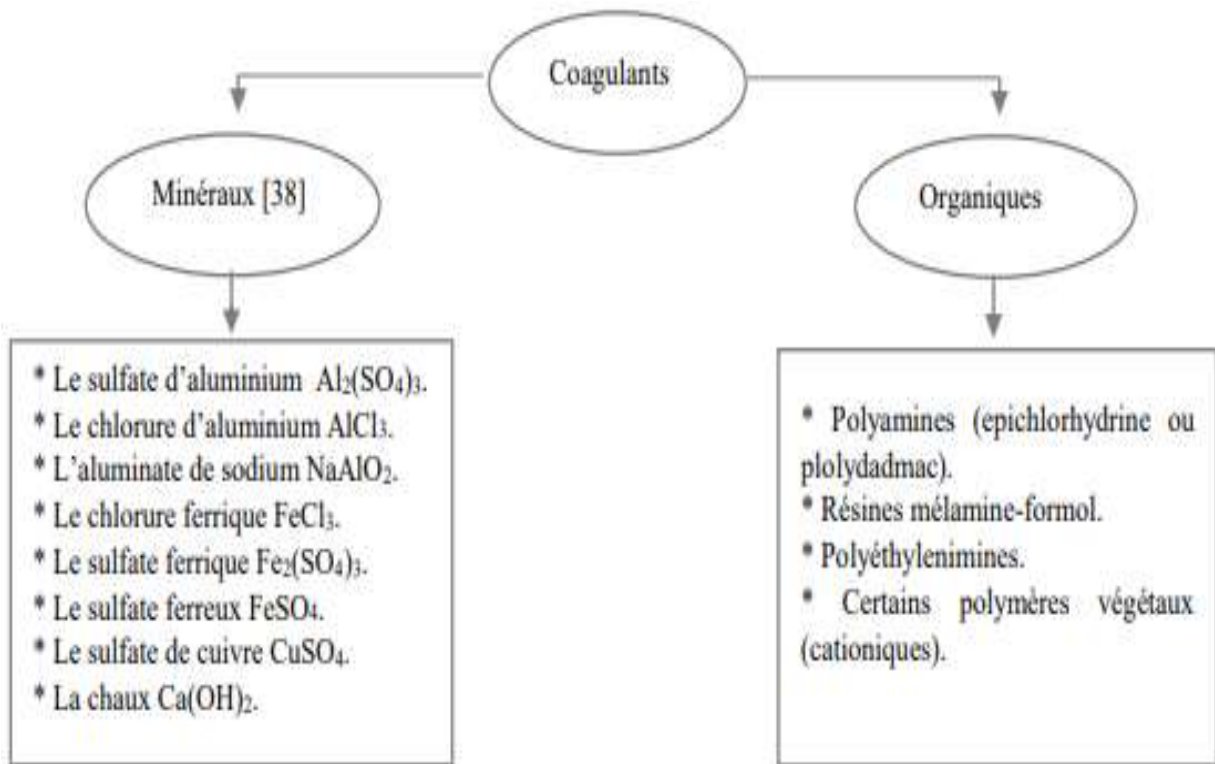 Coagulants
Minéraux [38]
Organiques
* Le sulfate d’aluminium Al₂(SO₄)₃.
* Le chlorure d’aluminium AlCl₃.
* L’aluminate de sodium NaAlO₂.
* Le chlorure ferrique FeCl₃.
* Le sulfate ferrique Fe₂(SO₄)₃.
* Le sulfate ferreux FeSO₄.
* Le sulfate de cuivre CuSO₄.
* La chaux Ca(OH)₂.
* Polyamines (epichlorhydrine ou
plolydadmac).
* Résines mélamine-formol.
* Polyéthylenimines.
* Certains polymères végétaux
(cationiques).